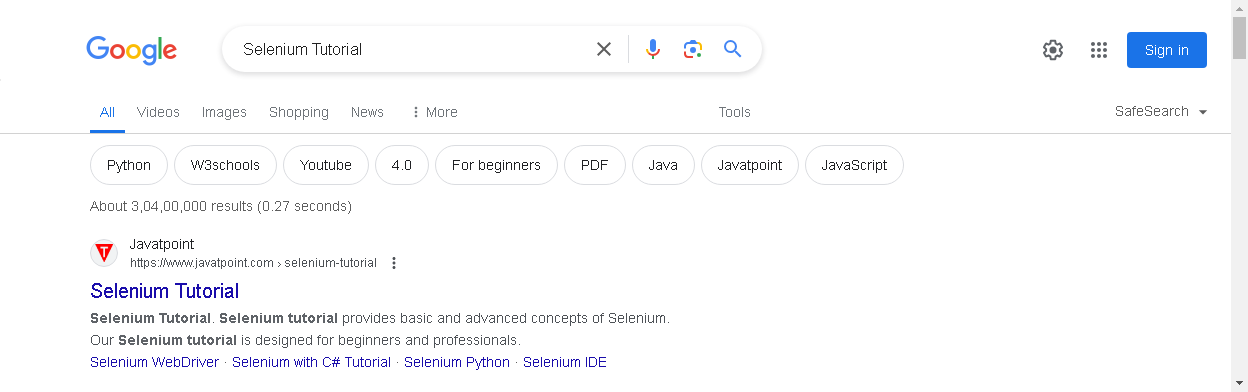 Google
Selenium Tutorial
Sign in
All Videos Images Shopping News More Tools SafeSearch
Python W3schools Youtube 4.0 For beginners PDF Java Javatpoint JavaScript
About 3,04,00,000 results (0.27 seconds)
T
Javatpoint
https://www.javatpoint.com › selenium-tutorial
Selenium Tutorial
Selenium Tutorial. Selenium tutorial provides basic and advanced concepts of Selenium.
Our Selenium tutorial is designed for beginners and professionals.
Selenium WebDriver · Selenium with C# Tutorial · Selenium Python · Selenium IDE